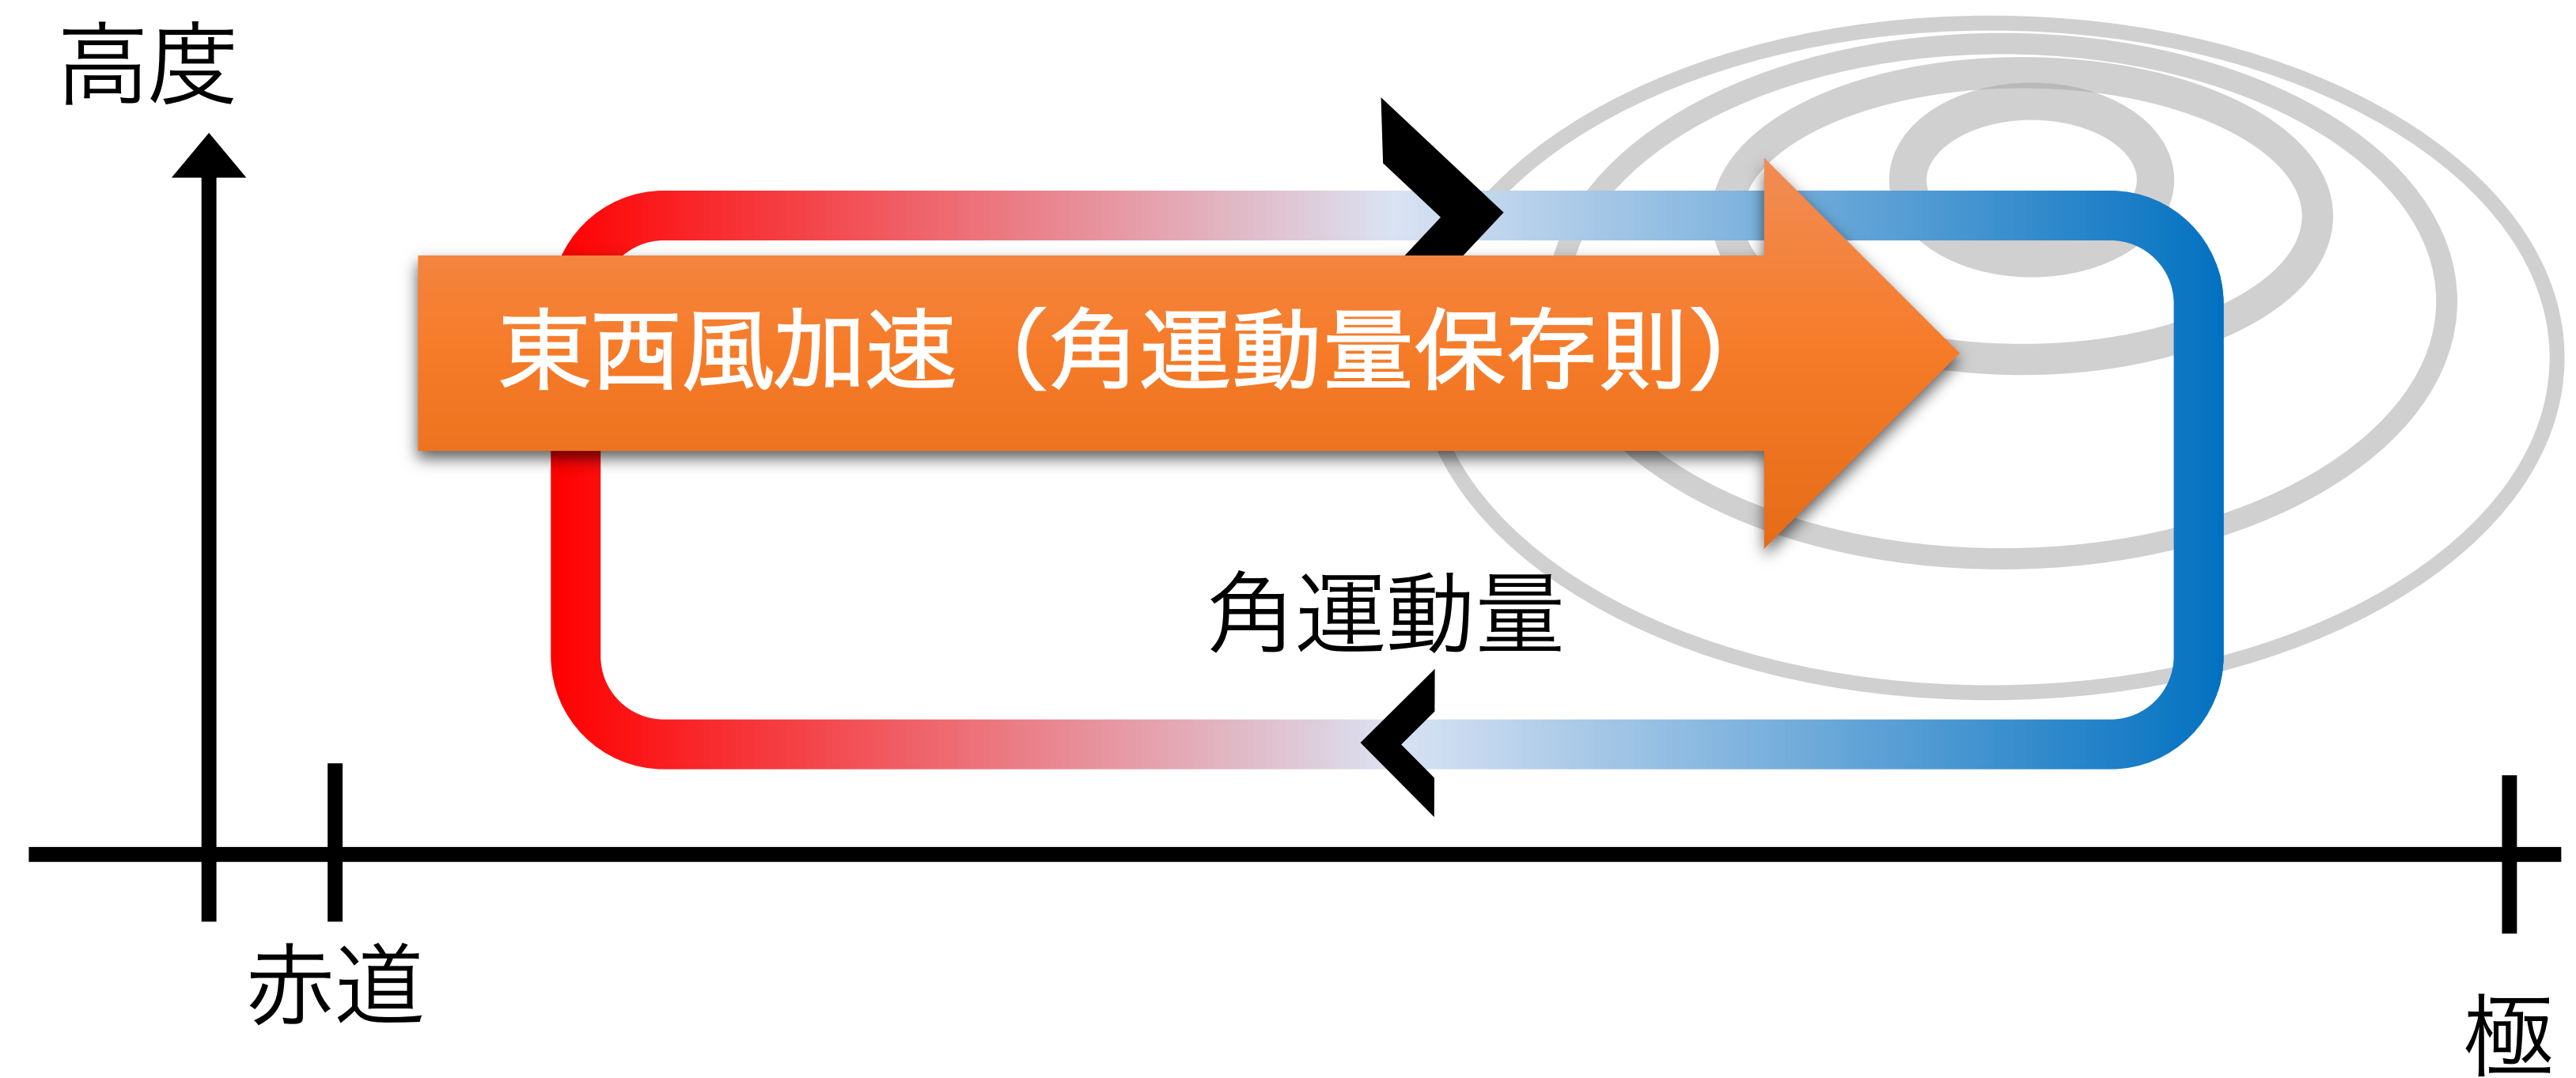 高度
東西風加速（角運動量保存則）
角運動量
赤道
極